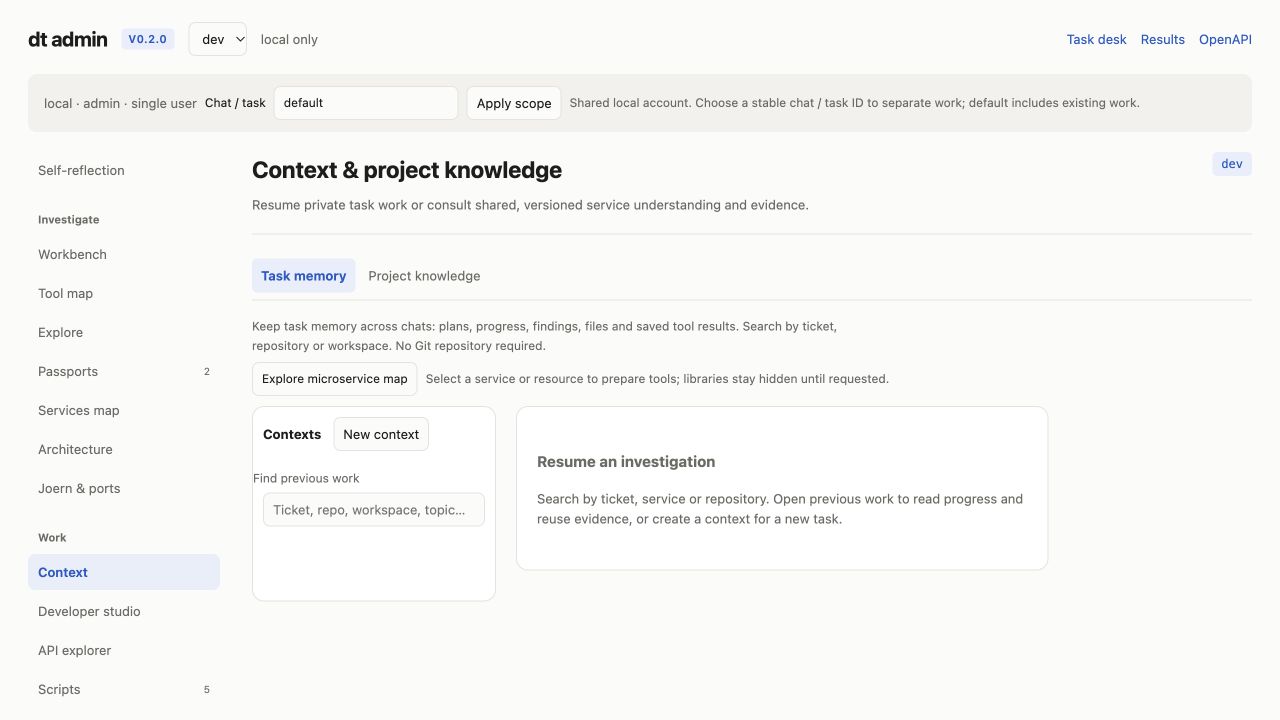 dt admin V0.2.0 dev local only Task desk Results OpenAPI
local · admin · single user Chat / task default Apply scope Shared local account. Choose a stable chat / task ID to separate work; default includes existing work.
Self-reflection
Investigate
Workbench
Tool map
Explore
Passports 2
Services map
Architecture
Joern & ports
Work
Context
Developer studio
API explorer
Scripts 5
Context & project knowledge dev
Resume private task work or consult shared, versioned service understanding and evidence.
Task memory Project knowledge
Keep task memory across chats: plans, progress, findings, files and saved tool results. Search by ticket,
repository or workspace. No Git repository required.
Explore microservice map Select a service or resource to prepare tools; libraries stay hidden until requested.
Contexts New context
Find previous work
Ticket, repo, workspace, topic...
Resume an investigation
Search by ticket, service or repository. Open previous work to read progress and
reuse evidence, or create a context for a new task.